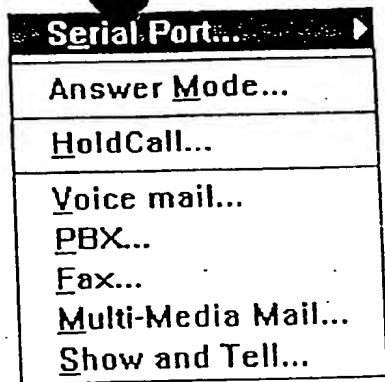 Serial Port...
Answer Mode...
HoldCall...
Voice mail...
PBX...
Fax...
Multi-Media Mail...
Show and Tell...